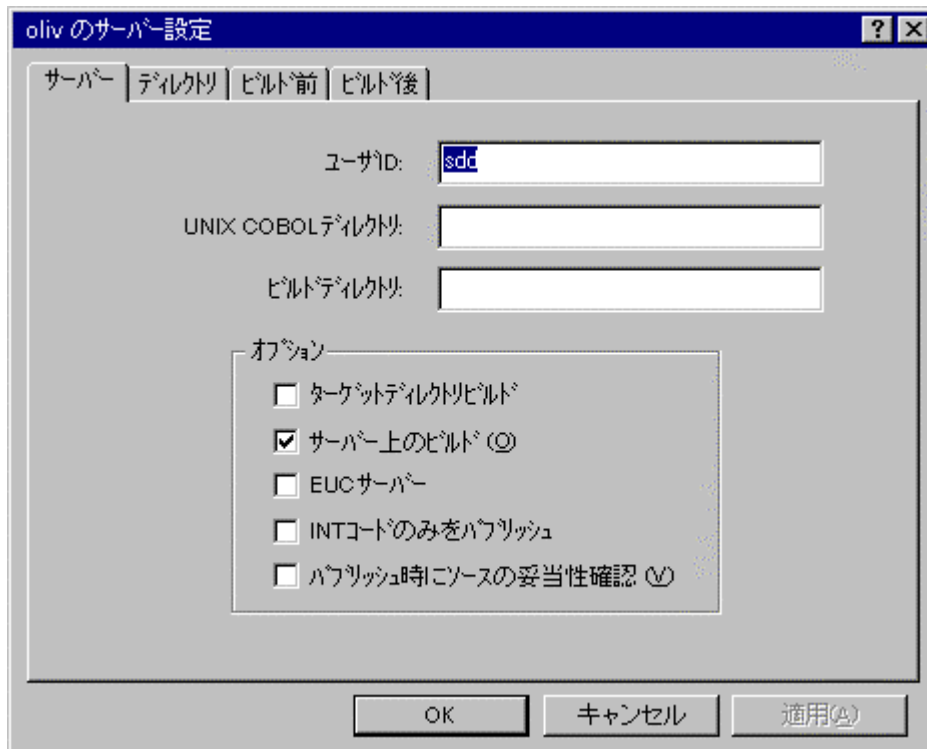 oliv のサーバー設定
サーバー ディレクトリ ビルド前 ビルド後
ユーザID: sdd
UNIX COBOLディレクトリ:
ビルドディレクトリ:
オプション
ターゲットディレクトリビルド
サーバー上のビルド(O)
EUCサーバー
INTコードのみをパブリッシュ
パブリッシュ時にソースの妥当性確認(V)
OK キャンセル 適用(A)